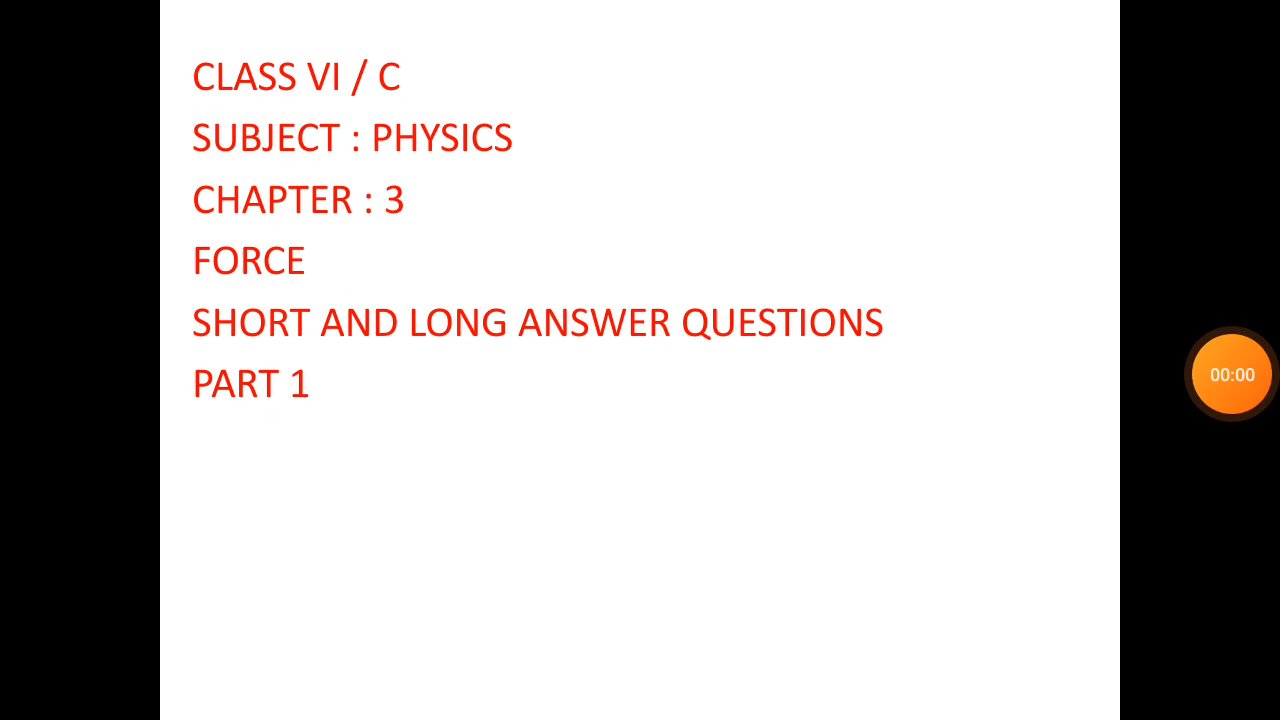 CLASS VI / C
SUBJECT : PHYSICS
CHAPTER : 3
FORCE
SHORT AND LONG ANSWER QUESTIONS
PART 1
00:00